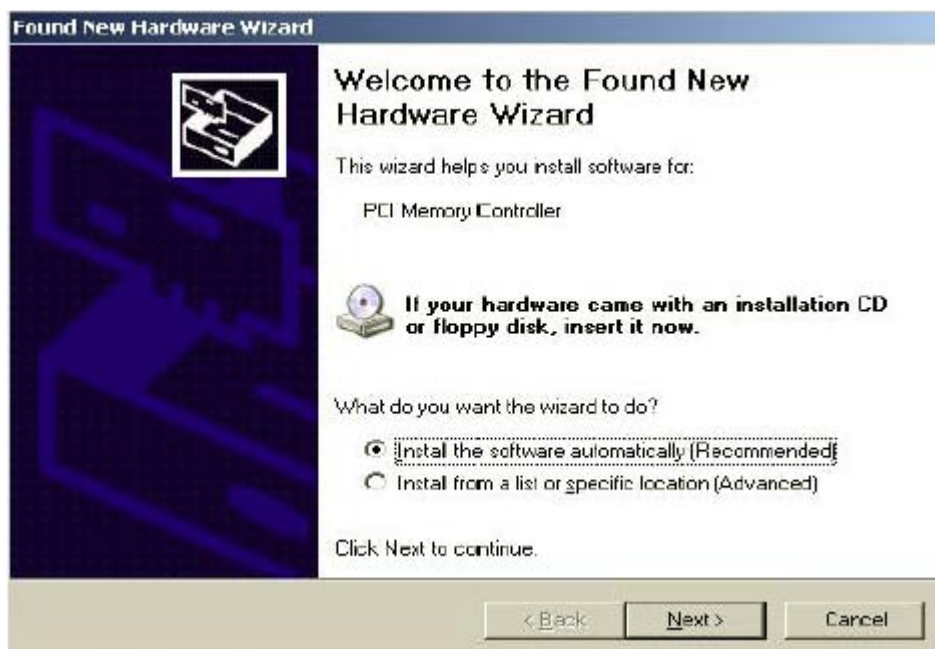 Found New Hardware Wizard
Welcome to the Found New
Hardware Wizard
This wizard helps you install software for:
PCI Memory Controller
If your hardware came with an installation CD
or floppy disk, insert it now.
What do you want the wizard to do?
Install the software automatically (Recommended)
Install from a list or specific location (Advanced)
Click Next to continue.
< Back
Next >
Cancel